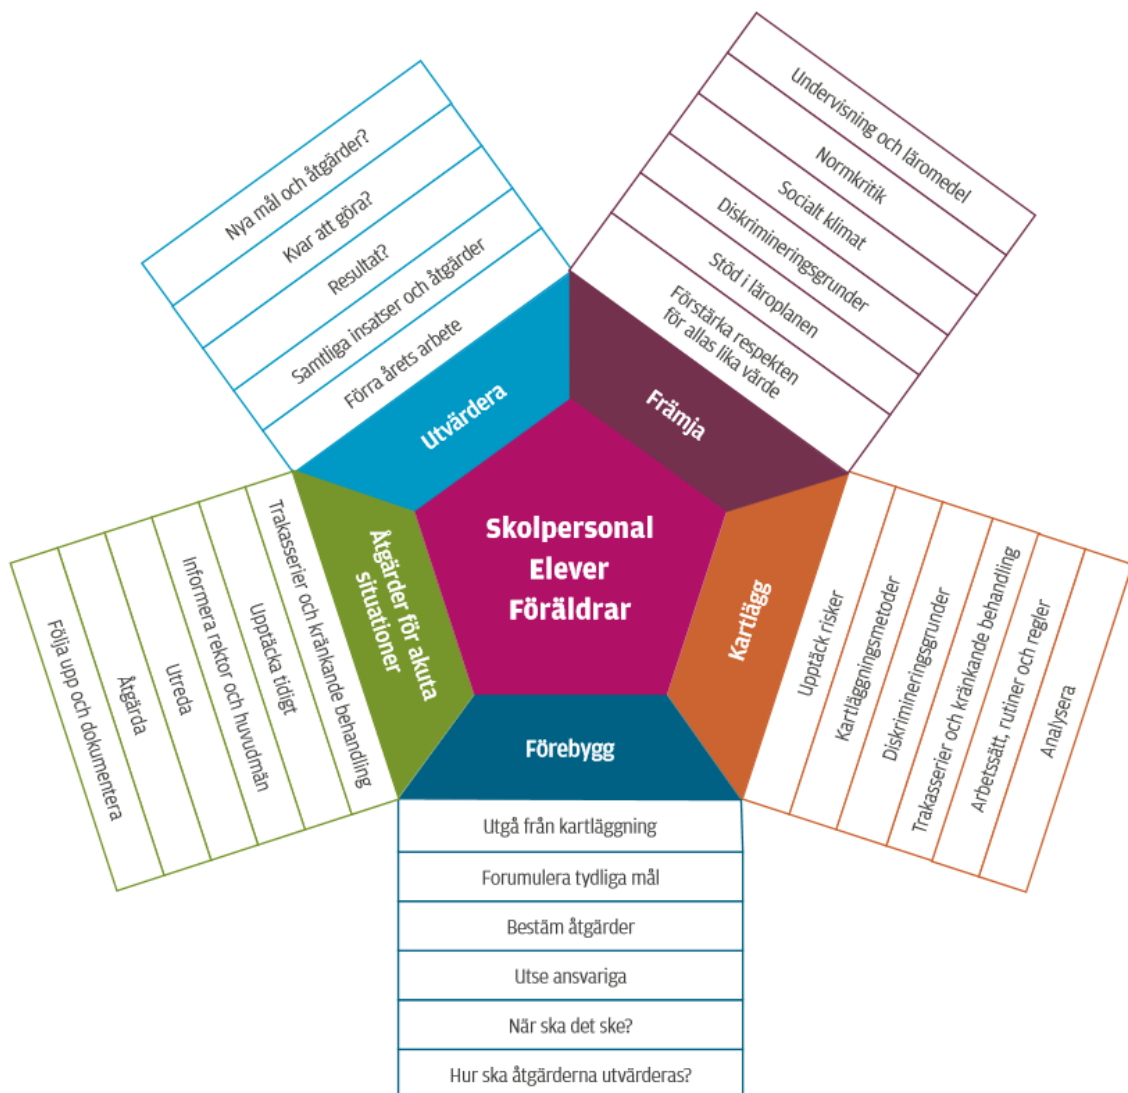 Skolpersonal
Elever
Föräldrar
Främja
Förstärka respekten
för allas lika värde
Stöd i läroplanen
Diskrimineringsgrunder
Socialt klimat
Normkritik
Undervisning och läromedel
Kartlägg
Upptäck risker
Kartläggningsmetoder
Diskrimineringsgrunder
Trakasserier och kränkande behandling
Arbetssätt, rutiner och regler
Analysera
Förebygg
Utgå från kartläggning
Forumulera tydliga mål
Bestäm åtgärder
Utse ansvariga
När ska det ske?
Hur ska åtgärderna utvärderas?
Åtgärder för akuta
situationer
Trakasserier och kränkande behandling
Upptäcka tidigt
Informera rektor och huvudmän
Utreda
Åtgärda
Följa upp och dokumentera
Utvärdera
Förra årets arbete
Samtliga insatser och åtgärder
Resultat?
Kvar att göra?
Nya mål och åtgärder?